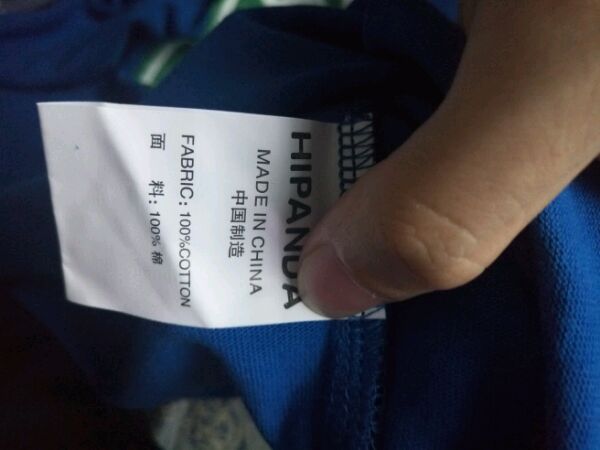 HIPANDA
MADE IN CHINA
中国制造
FABRIC: 100%COTTON
面 料: 100% 棉